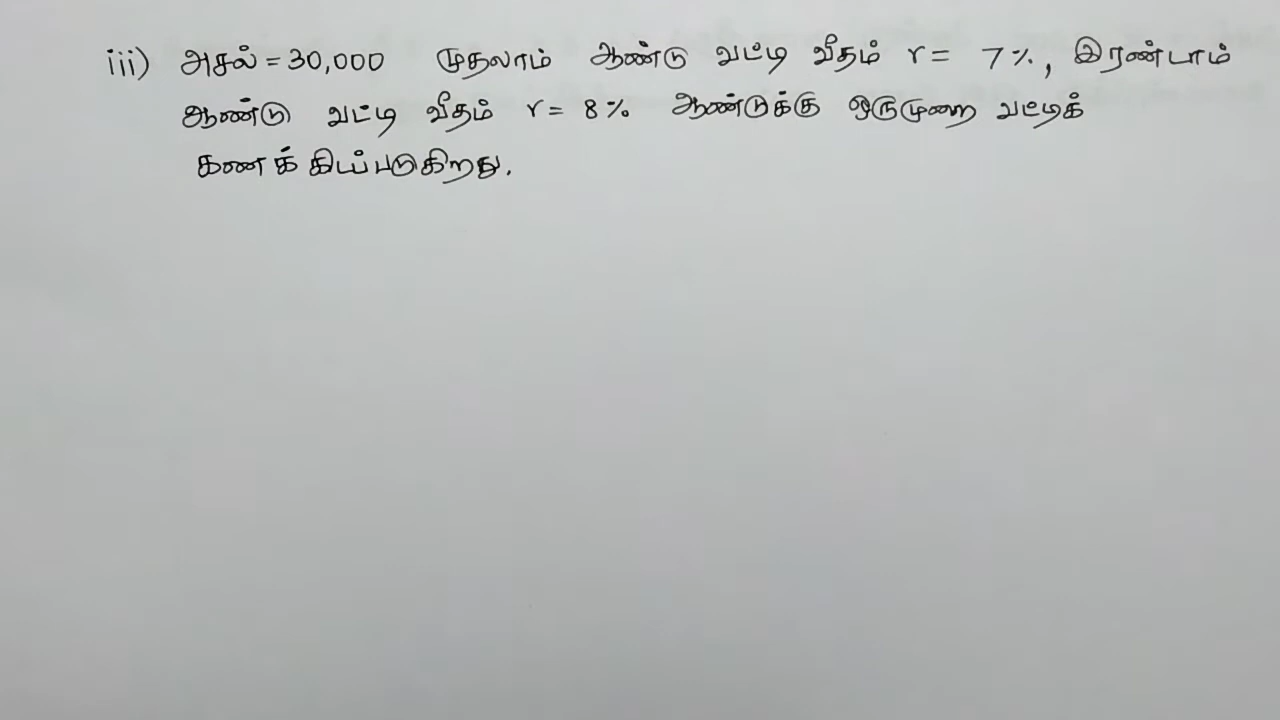 iii) அசல் = 30,000 முதலாம் ஆண்டு வட்டி வீதம் r = 7%, இரண்டாம்
ஆண்டு வட்டி வீதம் r = 8% ஆண்டுக்கு ஒருமுறை வட்டிக்
கணக்கிப்படுகிறது.